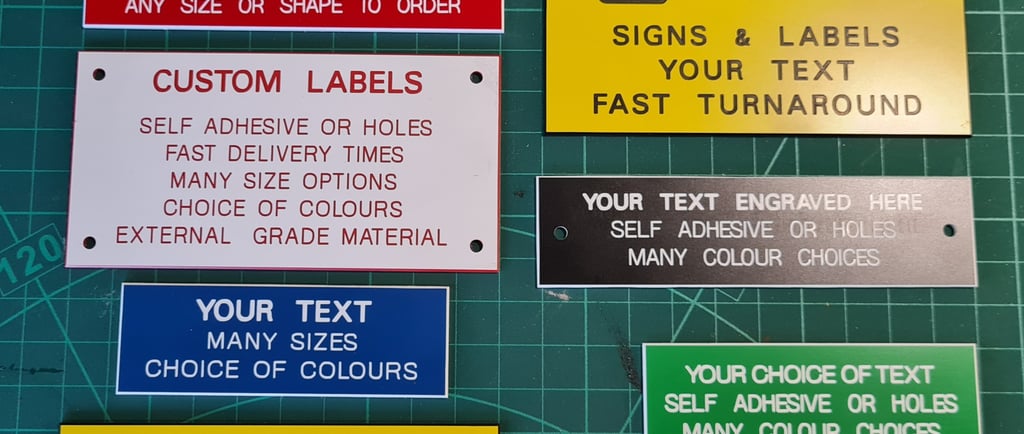 ANY SIZE OR SHAPE TO ORDER
CUSTOM LABELS
SELF ADHESIVE OR HOLES
FAST DELIVERY TIMES
MANY SIZE OPTIONS
CHOICE OF COLOURS
EXTERNAL GRADE MATERIAL
SIGNS & LABELS
YOUR TEXT
FAST TURNAROUND
YOUR TEXT ENGRAVED HERE
SELF ADHESIVE OR HOLES
MANY COLOUR CHOICES
120
YOUR TEXT
MANY SIZES
CHOICE OF COLOURS
YOUR CHOICE OF TEXT
SELF ADHESIVE OR HOLES
MANY COLOUR CHOICES